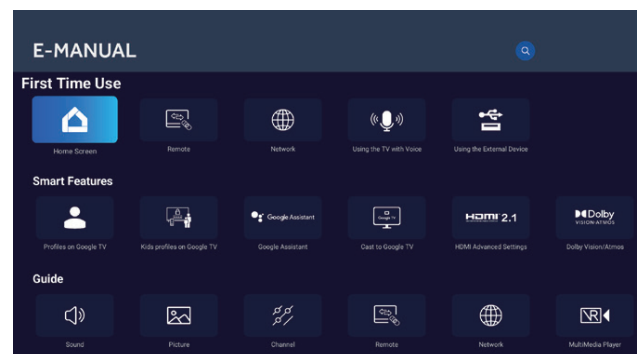 E-MANUAL
First Time Use
Home Screen
Remote
Network
Using the TV with Voice
Using the External Device
Smart Features
Google Assistant
Google TV
HDMI 2.1
Dolby
VISION·ATMOS
Profiles on Google TV
Kids profiles on Google TV
Google Assistant
Cast to Google TV
HDMI Advanced Settings
Dolby Vision/Atmos
Guide
VR
Sound
Picture
Channel
Remote
Network
MultiMedia Player